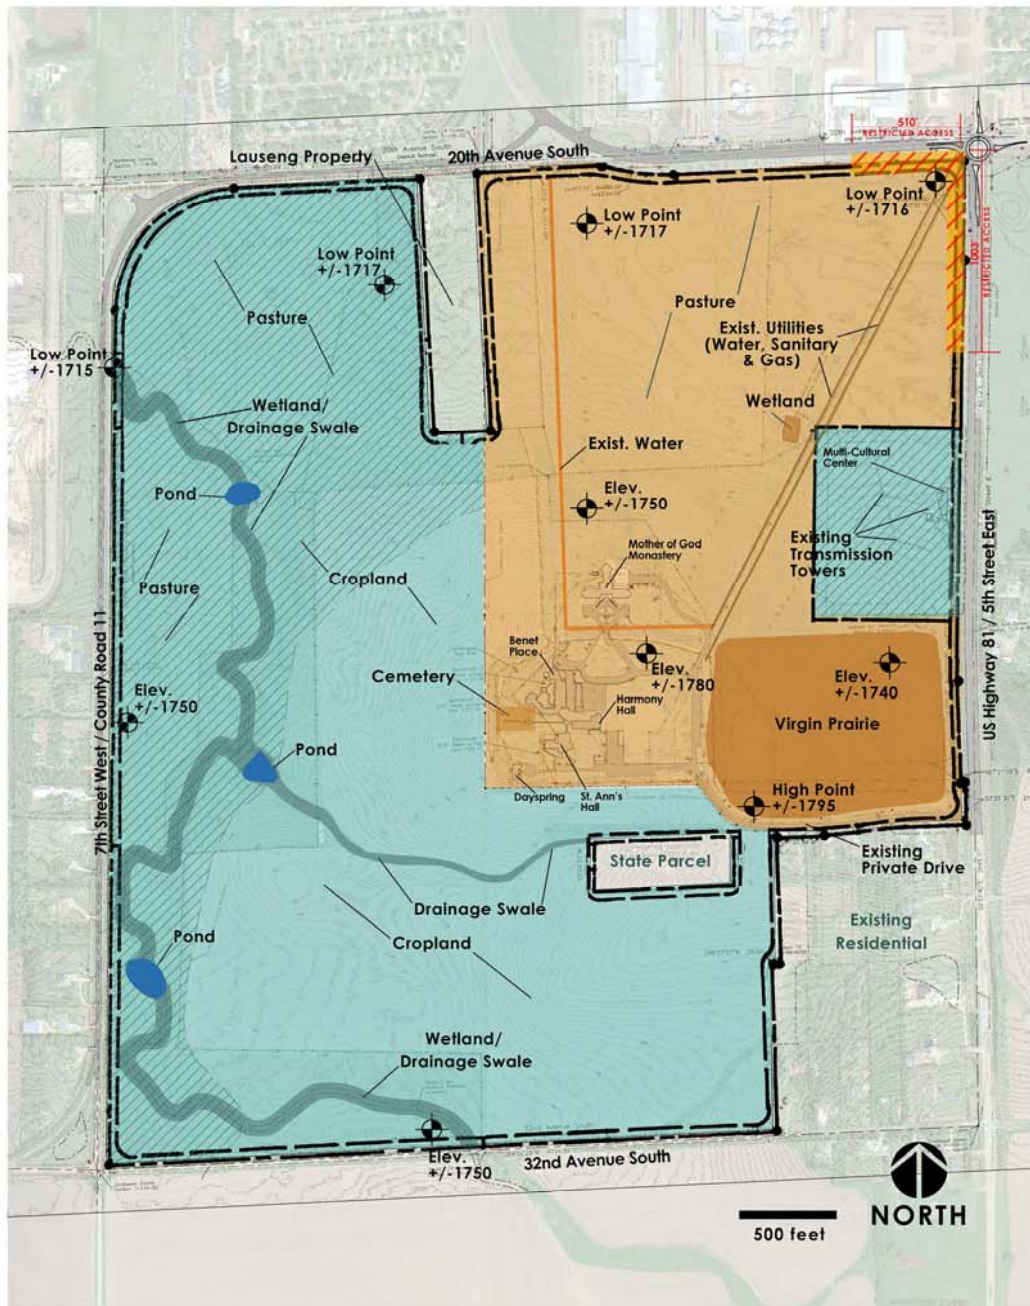 510'
RESTRICTED ACCESS
Lauseng Property
20th Avenue South
Low Point
+/-1716
Low Point
+/-1717
1003'
RESTRICTED ACCESS
Low Point
+/-1717
Pasture
Pasture
Exist. Utilities
(Water, Sanitary
& Gas)
Low Point
+/-1715
Wetland/
Drainage Swale
Wetland
Exist. Water
Multi-Cultural
Center
Pond
Elev.
+/-1750
Existing
Transmission
Towers
Mother of God
Monastery
Cropland
Pasture
US Highway 81 / 5th Street East
Benet
Place
Cemetery
Elev.
+/-1780
Elev.
+/-1740
Elev.
+/-1750
Harmony
Hall
Virgin Prairie
7th Street West / County Road 11
Pond
Dayspring
St. Ann's
Hall
High Point
+/-1795
State Parcel
Existing
Private Drive
Drainage Swale
Existing
Residential
Pond
Cropland
Wetland/
Drainage Swale
Elev.
+/-1750
32nd Avenue South
NORTH
500 feet